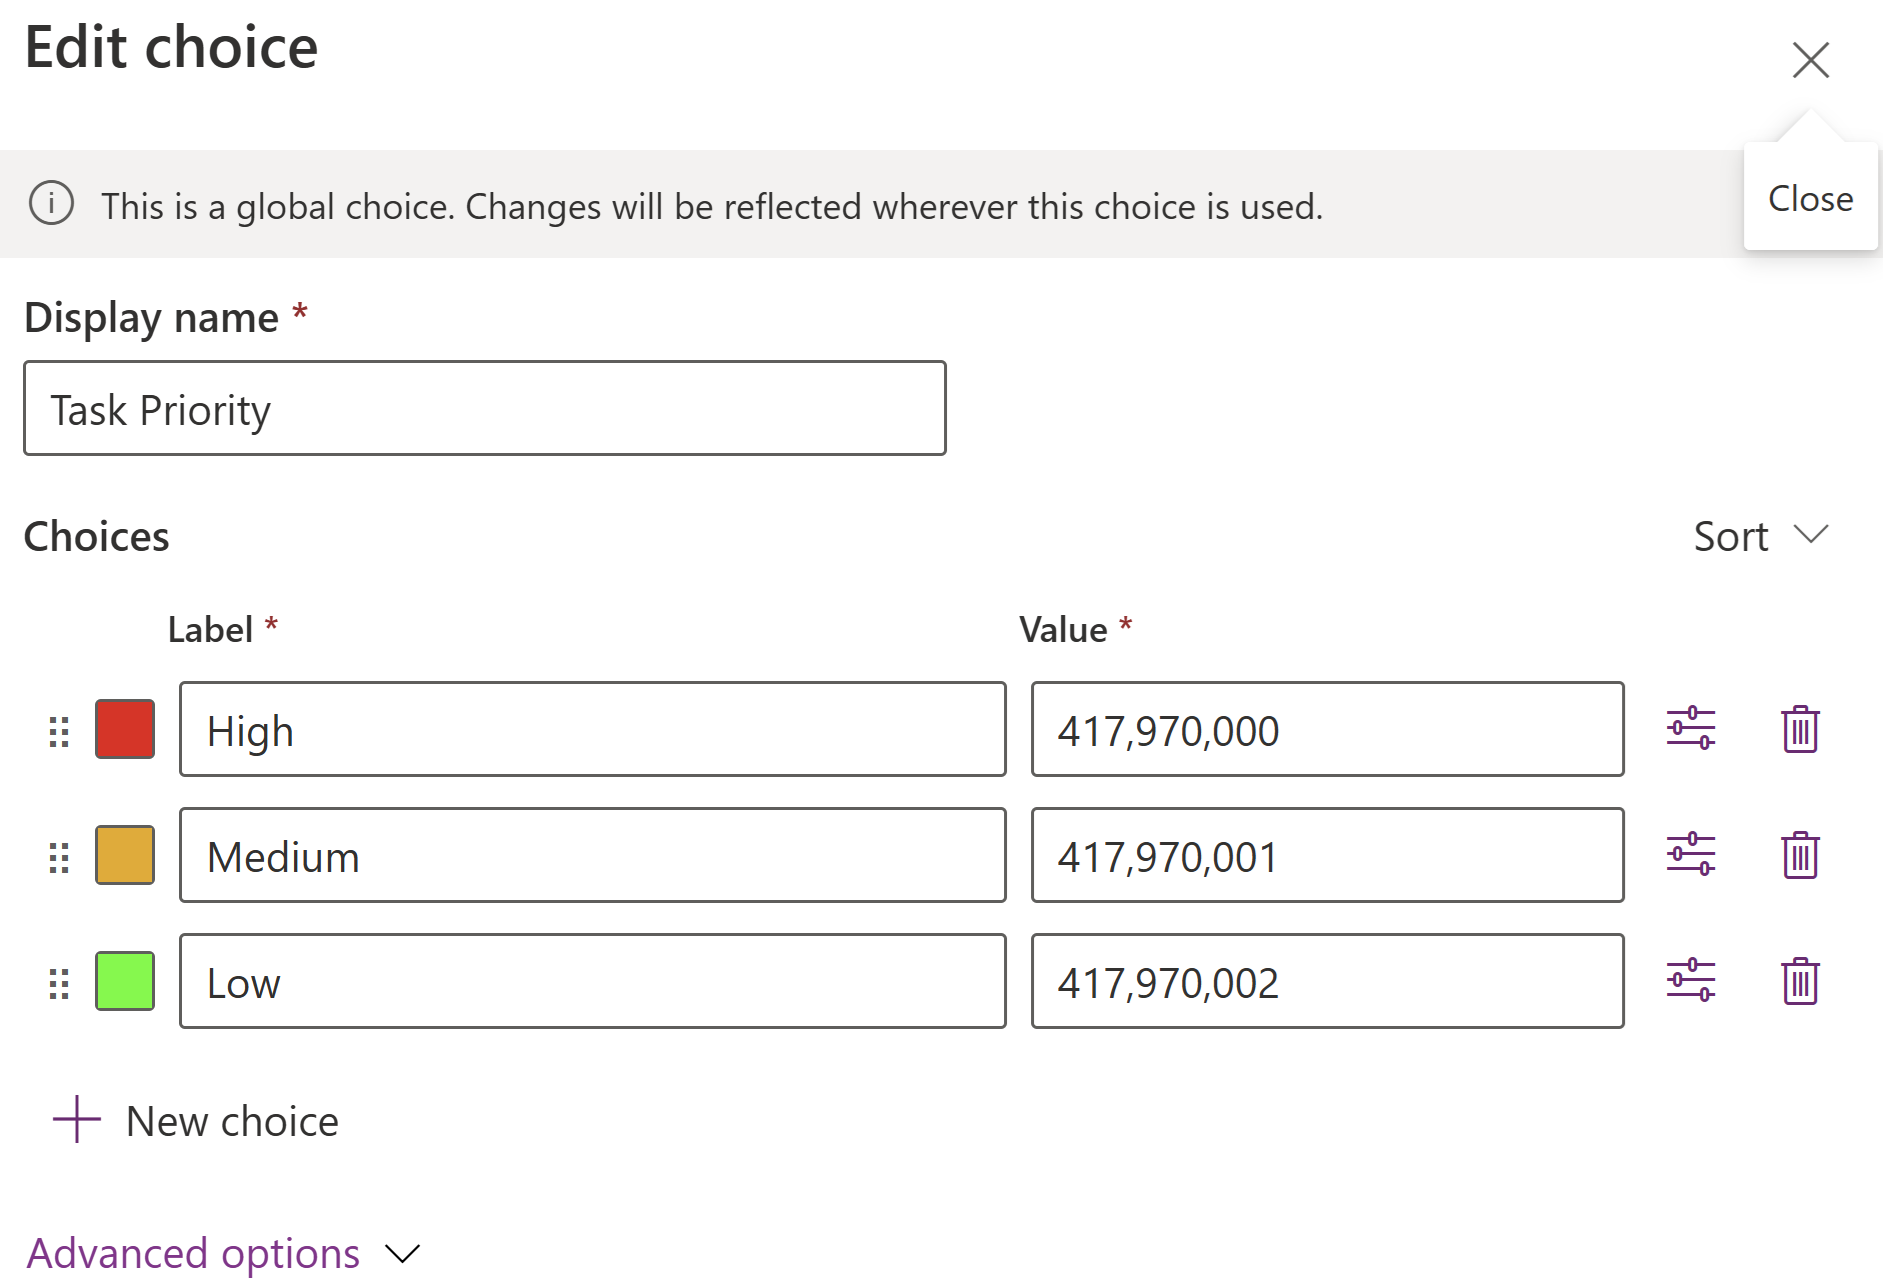 Edit choice
Close
This is a global choice. Changes will be reflected wherever this choice is used.
Display name *
Task Priority
Choices
Sort
Label *
Value *
High
417,970,000
Medium
417,970,001
Low
417,970,002
New choice
Advanced options